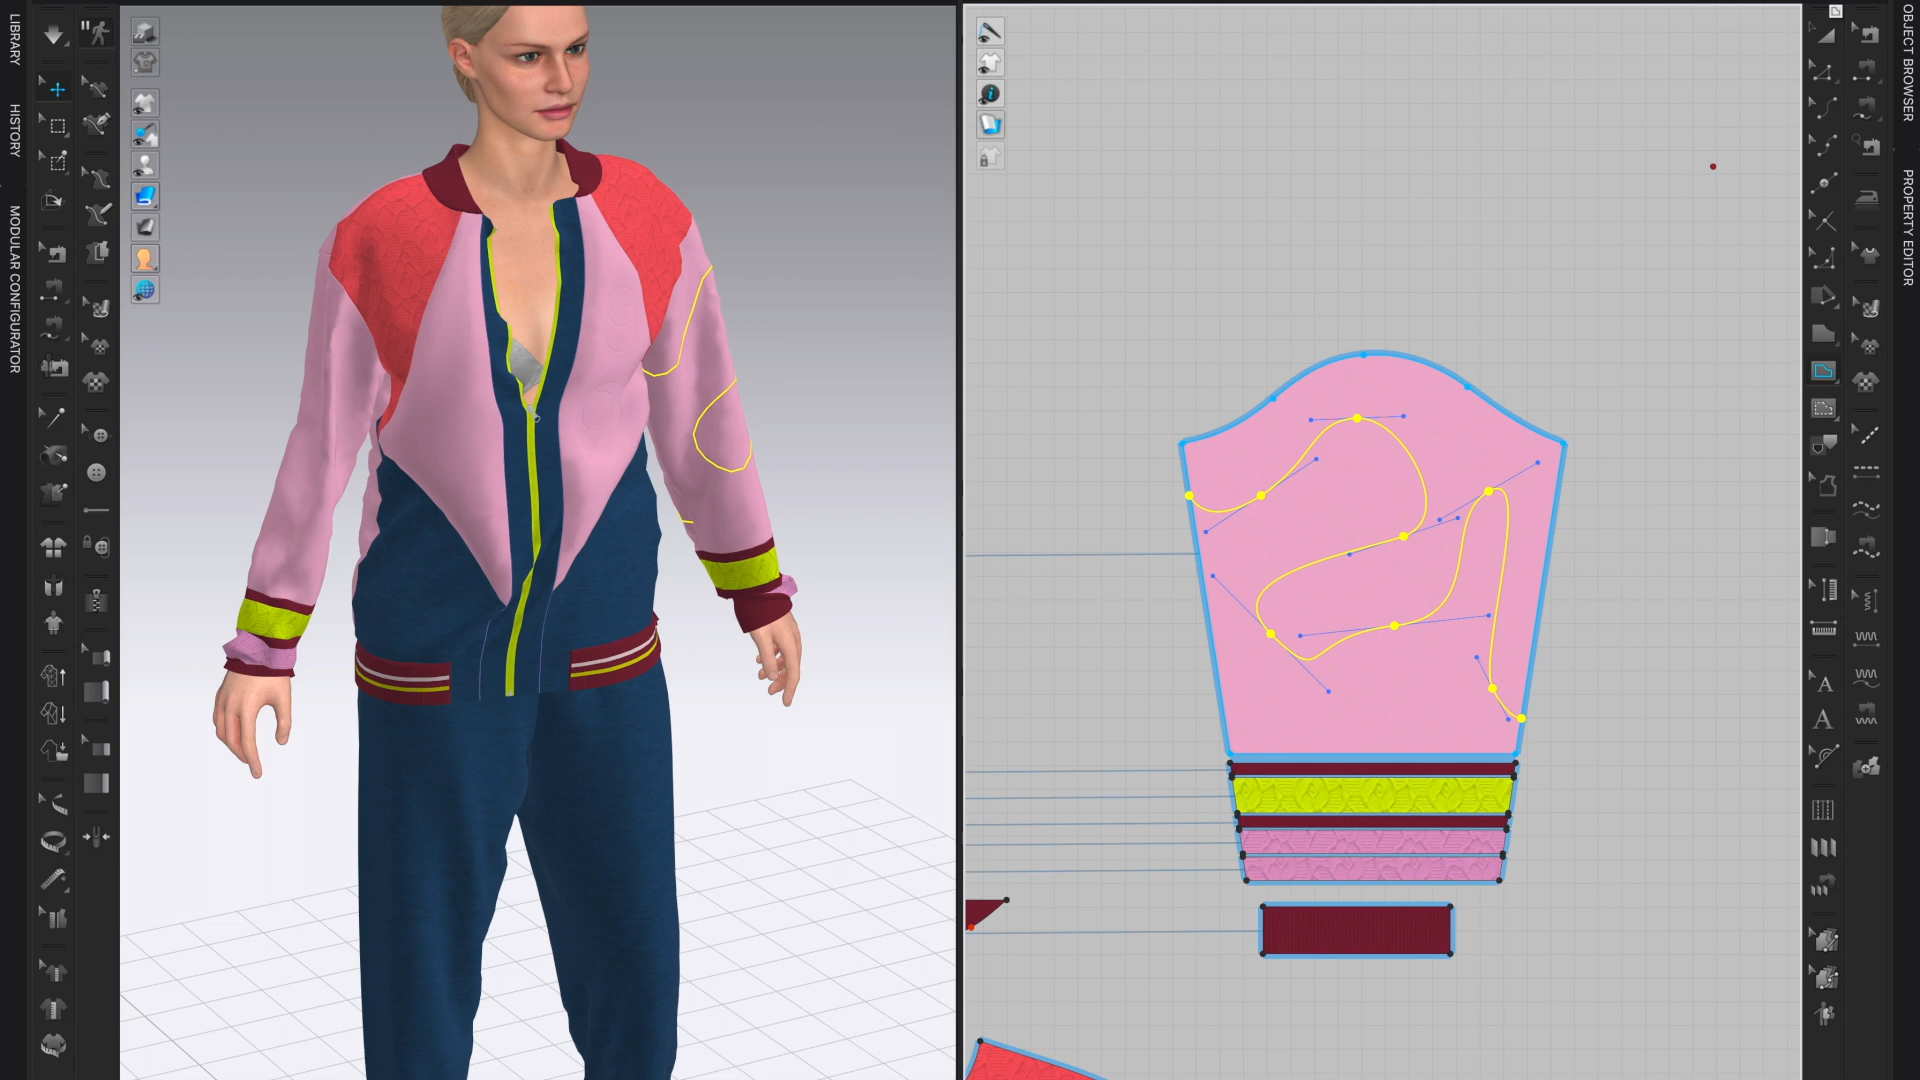 LIBRARY
HISTORY
MODULAR CONFIGURATOR
A
A
OBJECT BROWSER
PROPERTY EDITOR